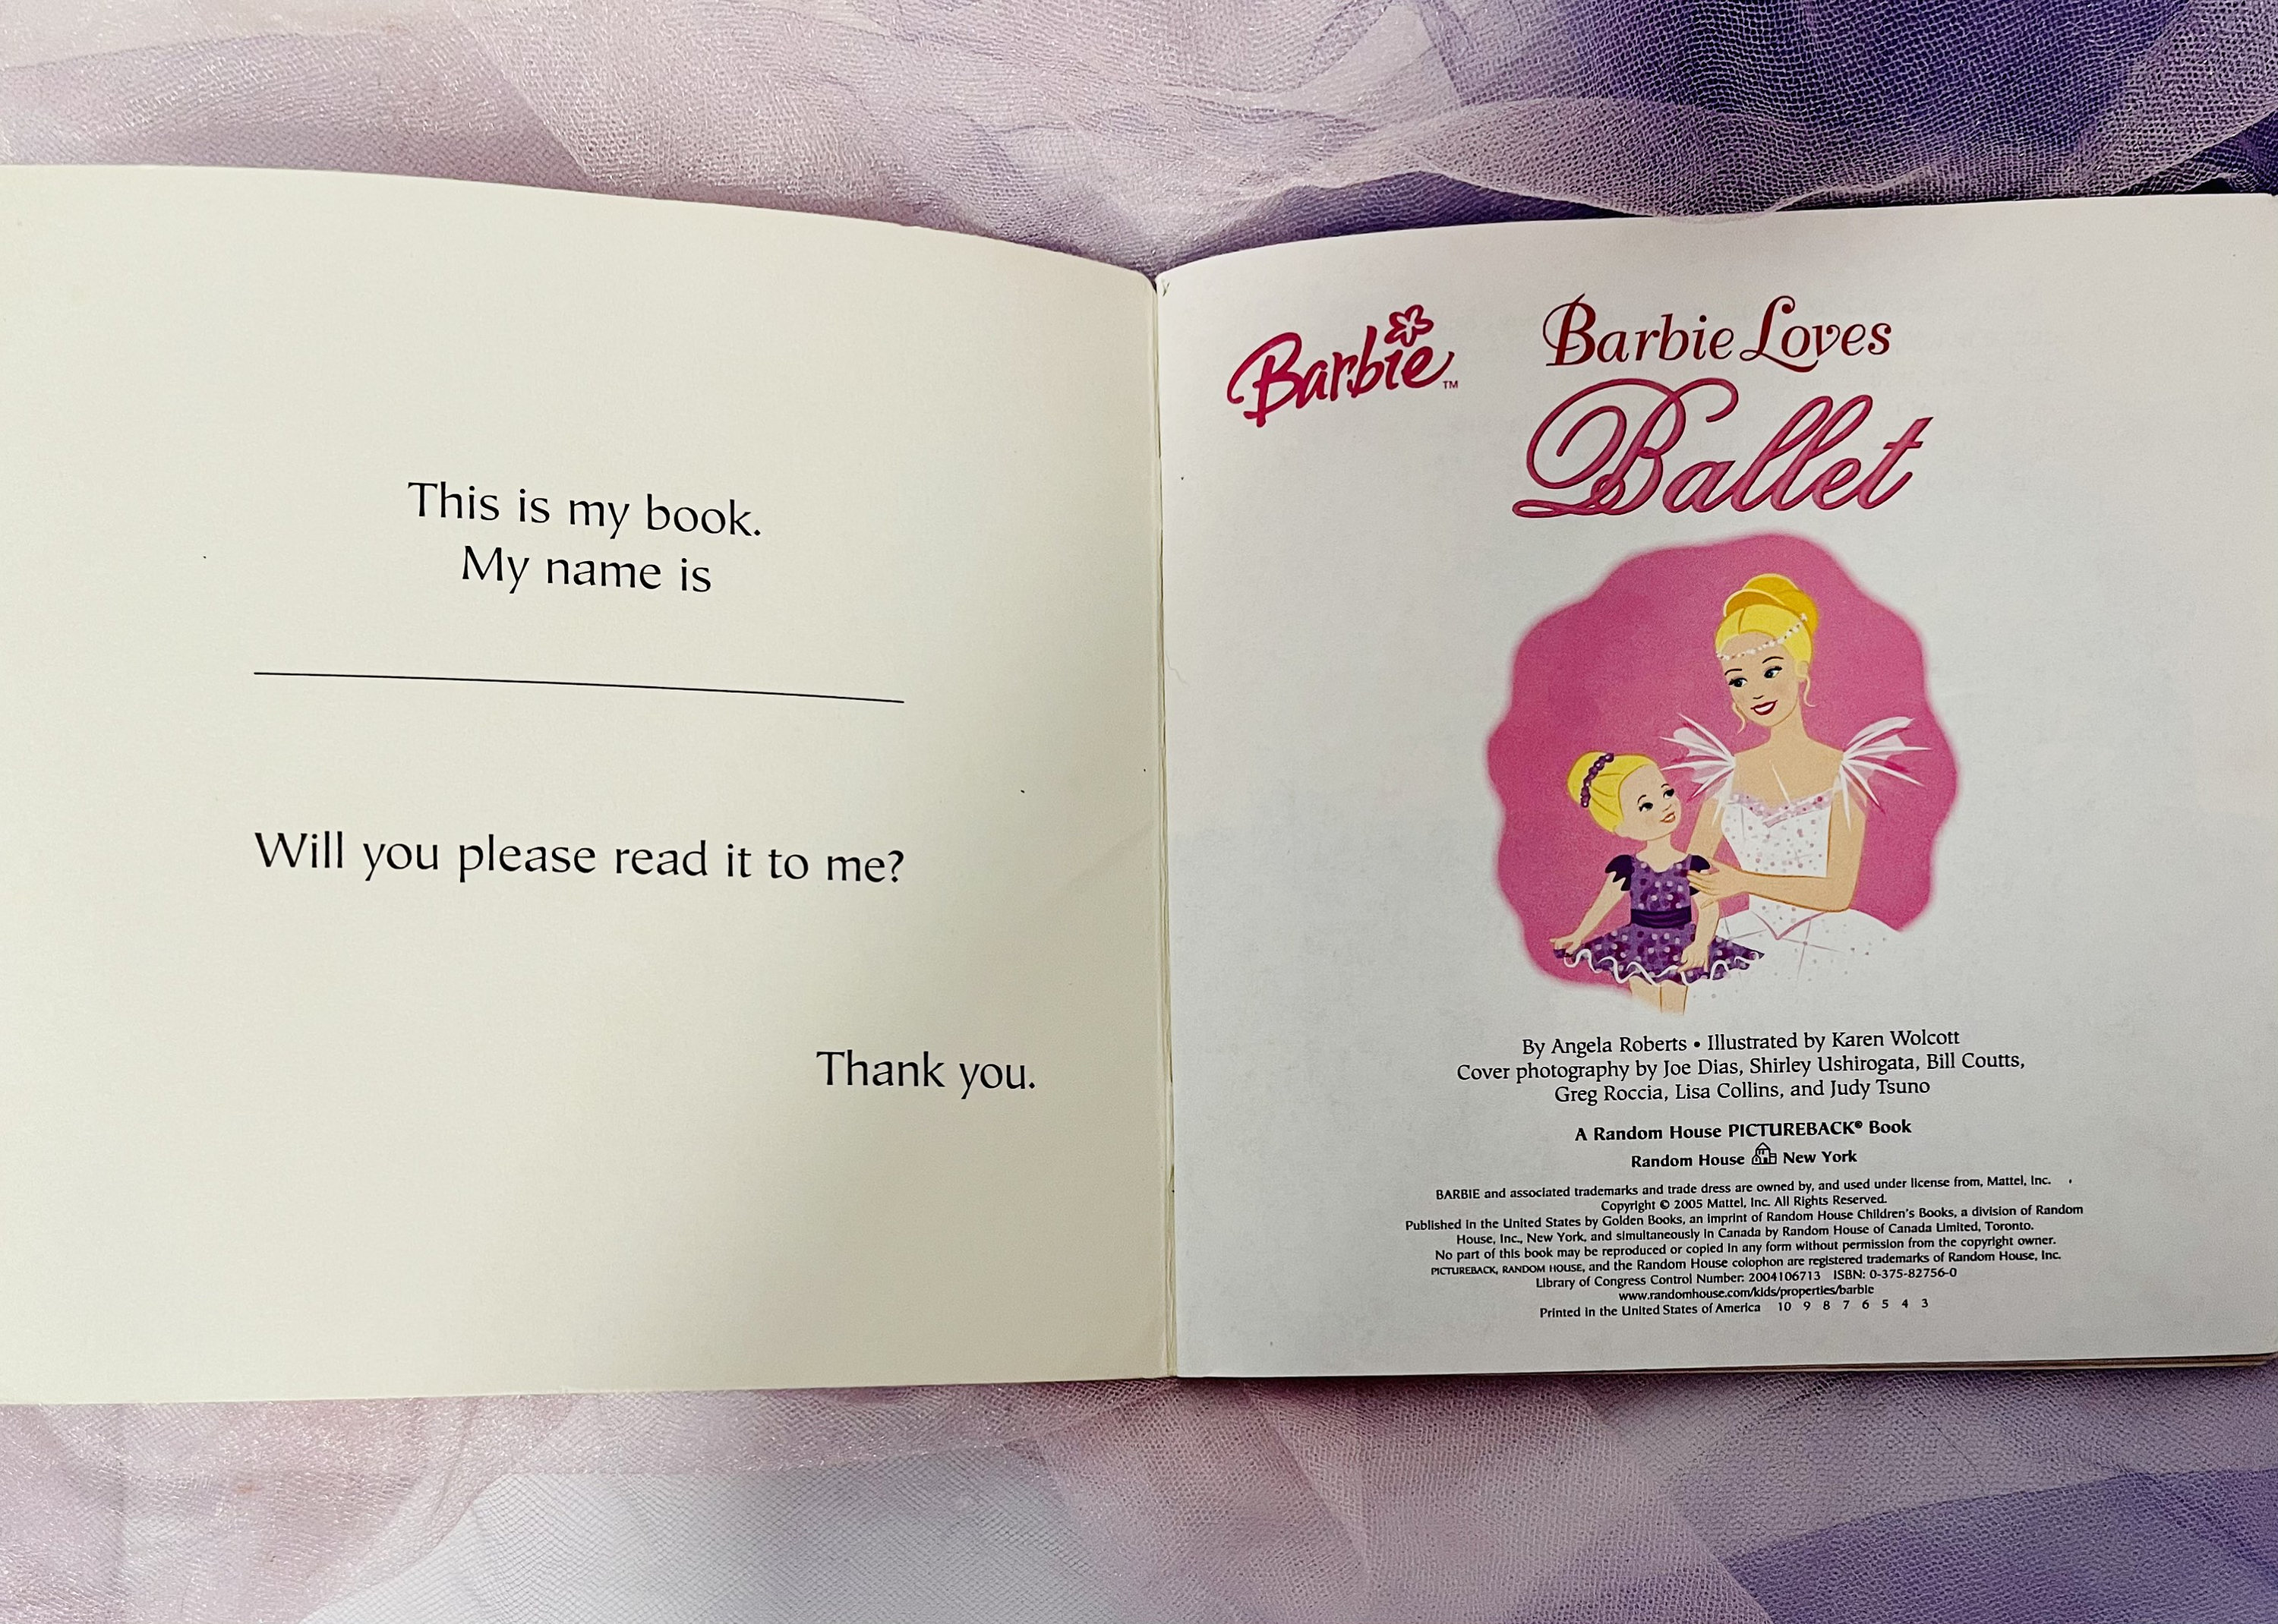 This is my book.
My name is
Will you please read it to me?
Thank you.
Barbie™
Barbie Loves
Ballet
By Angela Roberts • Illustrated by Karen Wolcott
Cover photography by Joe Dias, Shirley Ushirogata, Bill Coutts,
Greg Roccia, Lisa Collins, and Judy Tsuno
A Random House PICTUREBACK® Book
Random House New York
BARBIE and associated trademarks and trade dress are owned by, and used under license from, Mattel, Inc.
Copyright © 2005 Mattel, Inc. All Rights Reserved.
Published in the United States by Golden Books, an imprint of Random House Children's Books, a division of Random
House, Inc., New York, and simultaneously in Canada by Random House of Canada Limited, Toronto.
No part of this book may be reproduced or copied in any form without permission from the copyright owner.
PICTUREBACK, RANDOM HOUSE, and the Random House colophon are registered trademarks of Random House, Inc.
Library of Congress Control Number: 2004106713 ISBN: 0-375-82756-0
www.randomhouse.com/kids/properties/barbie
Printed in the United States of America 10 9 8 7 6 5 4 3